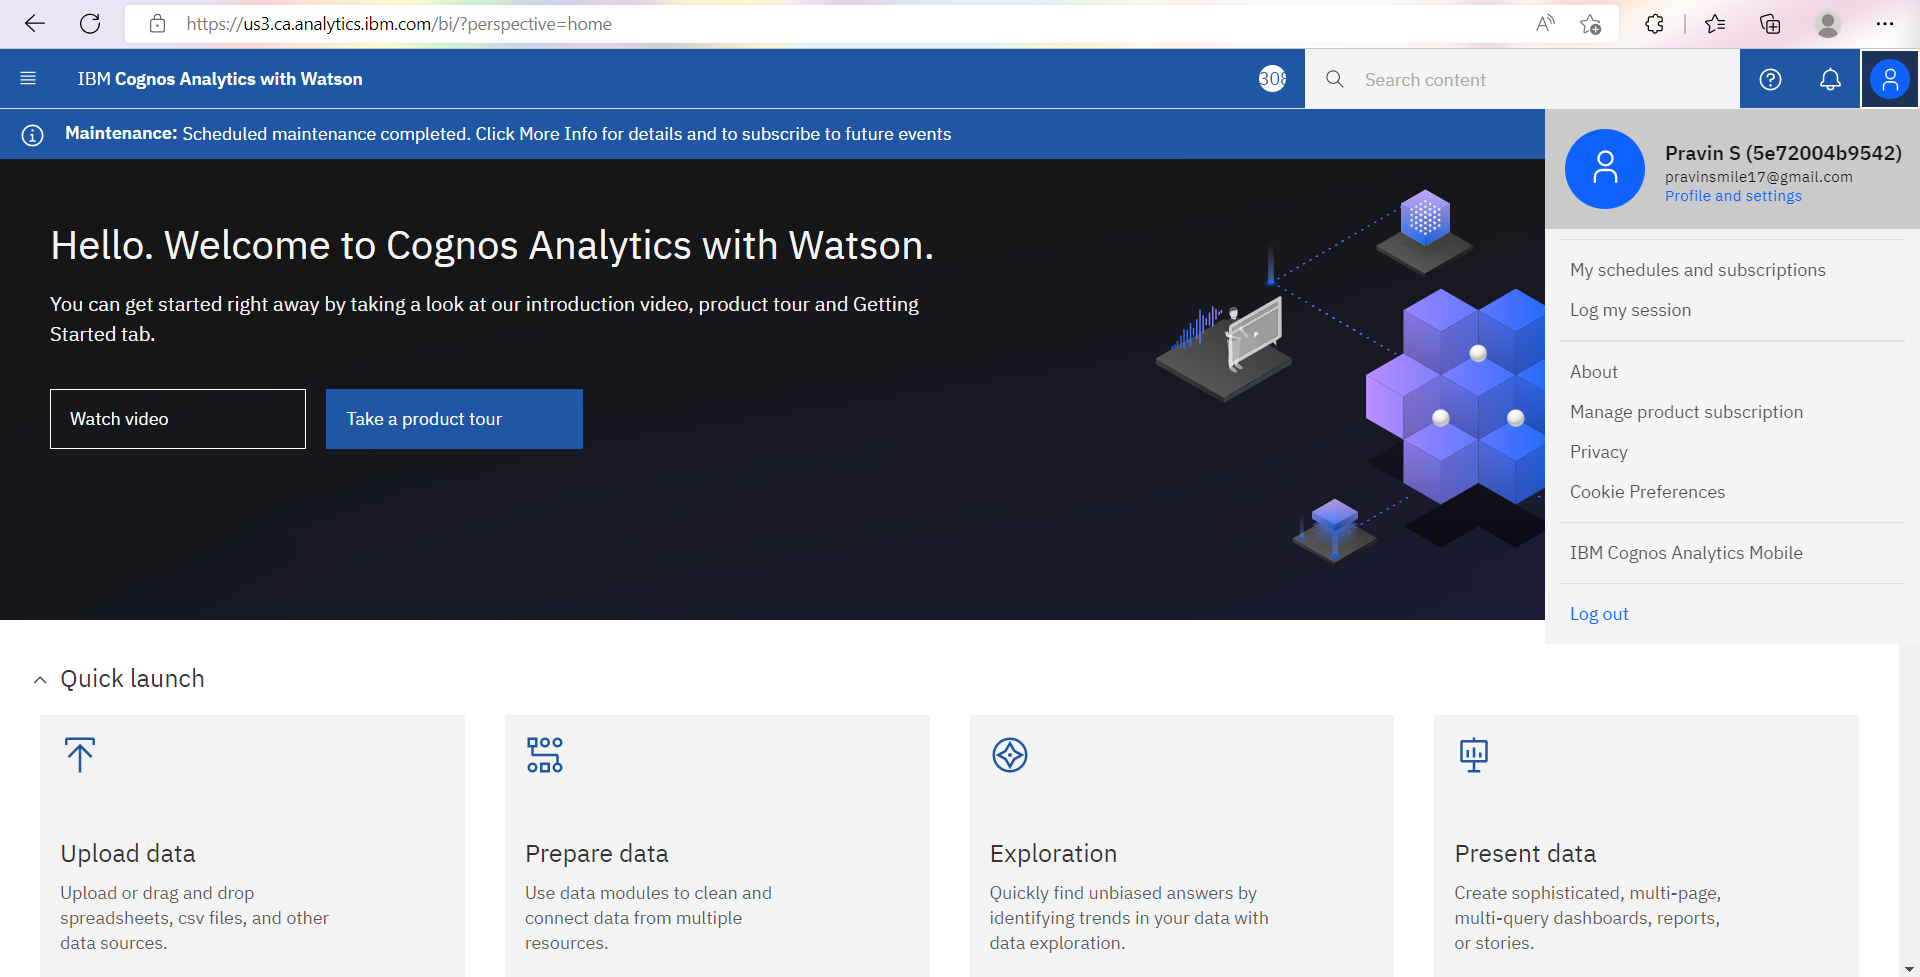 https://us3.ca.analytics.ibm.com/bi/?perspective=home
IBM Cognos Analytics with Watson
308
Search content
Maintenance: Scheduled maintenance completed. Click More Info for details and to subscribe to future events
Pravin S (5e72004b9542)
pravinsmile17@gmail.com
Profile and settings
My schedules and subscriptions
Log my session
About
Manage product subscription
Privacy
Cookie Preferences
IBM Cognos Analytics Mobile
Log out
Hello. Welcome to Cognos Analytics with Watson.
You can get started right away by taking a look at our introduction video, product tour and Getting
Started tab.
Watch video
Take a product tour
Quick launch
Upload data
Upload or drag and drop
spreadsheets, csv files, and other
data sources.
Prepare data
Use data modules to clean and
connect data from multiple
resources.
Exploration
Quickly find unbiased answers by
identifying trends in your data with
data exploration.
Present data
Create sophisticated, multi-page,
multi-query dashboards, reports,
or stories.